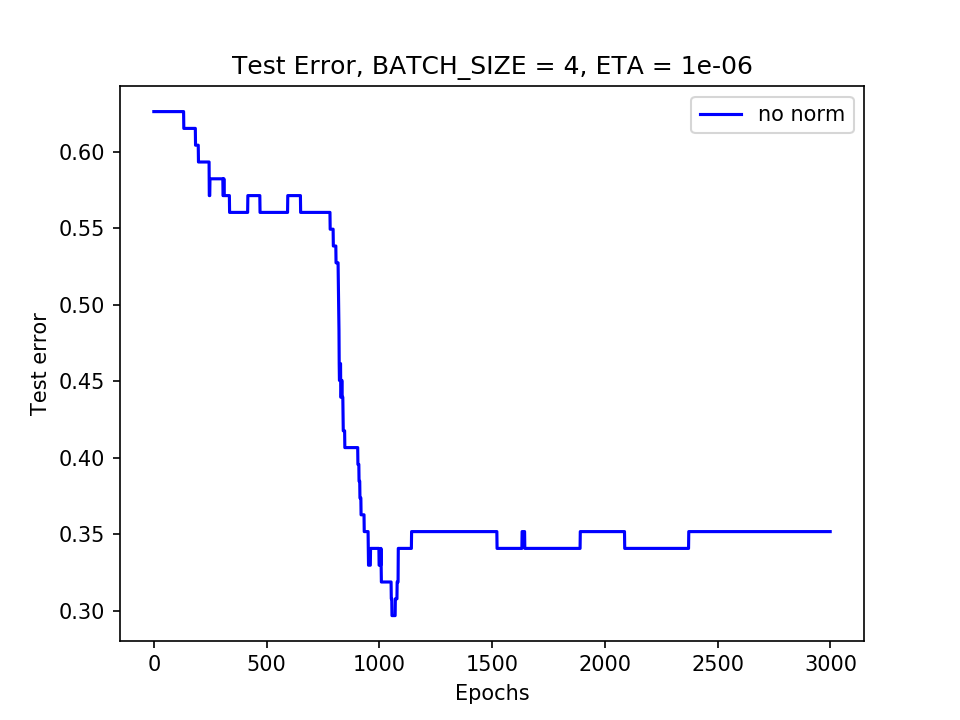 Test Error, BATCH_SIZE = 4, ETA = 1e-06
no norm
0.60
0.55
0.50
0.45
0.40
0.35
0.30
Test error
0 500 1000 1500 2000 2500 3000
Epochs